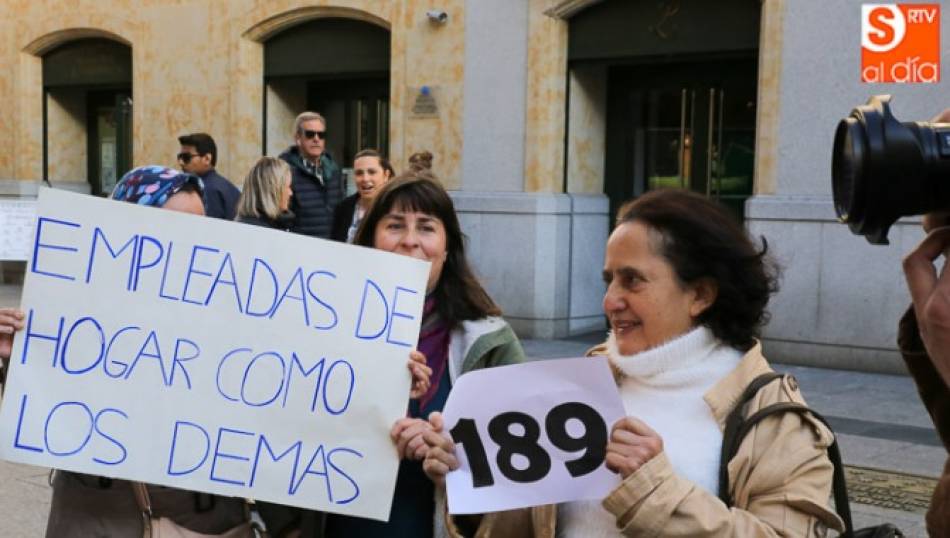 EMPLEADAS DE
HOGAR COMO
LOS DEMAS
189
S RTV
al día